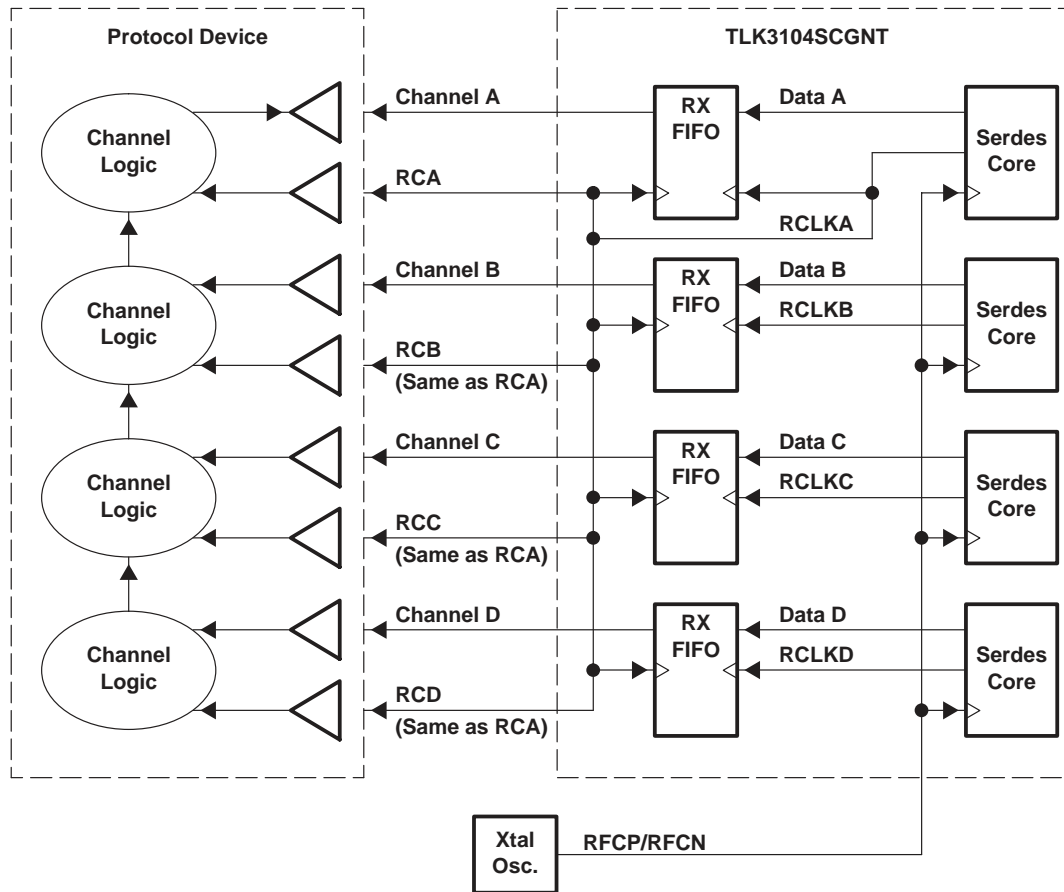 Protocol Device
TLK3104SCGNT
Channel
Logic
Channel A
RX
FIFO
Data A
Serdes
Core
RCA
RCLKA
Channel
Logic
Channel B
RX
FIFO
Data B
RCLKB
Serdes
Core
RCB
(Same as RCA)
Channel
Logic
Channel C
RX
FIFO
Data C
RCLKC
Serdes
Core
RCC
(Same as RCA)
Channel
Logic
Channel D
RX
FIFO
Data D
RCLKD
Serdes
Core
RCD
(Same as RCA)
Xtal
Osc.
RFCP/RFCN